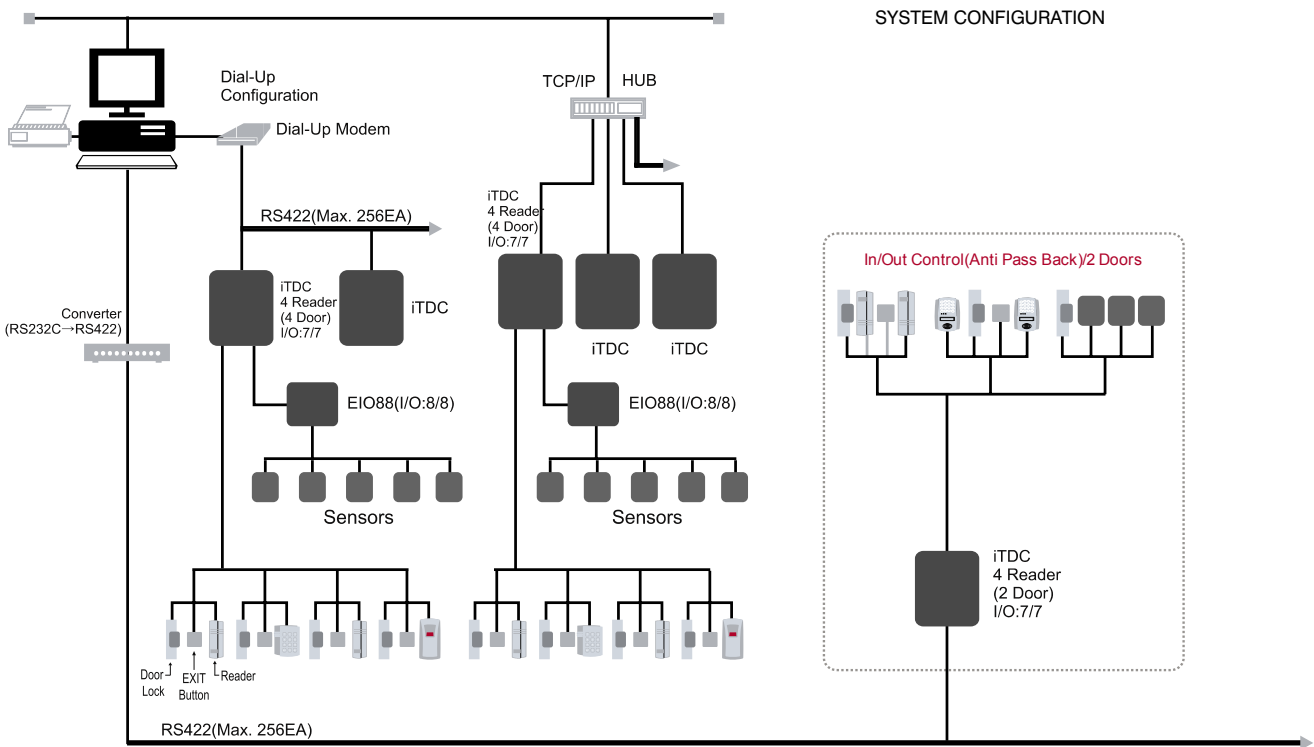 SYSTEM CONFIGURATION
Dial-Up
Configuration
Dial-Up Modem
TCP/IP HUB
RS422(Max. 256EA)
iTDC
4 Reader
(4 Door)
I/O:7/7
iTDC
iTDC
4 Reader
(4 Door)
I/O:7/7
iTDC
iTDC
Converter
(RS232C→RS422)
EIO88(I/O:8/8)
Sensors
EIO88(I/O:8/8)
Sensors
Door
Lock
EXIT
Button
Reader
In/Out Control(Anti Pass Back)/2 Doors
iTDC
4 Reader
(2 Door)
I/O:7/7
RS422(Max. 256EA)